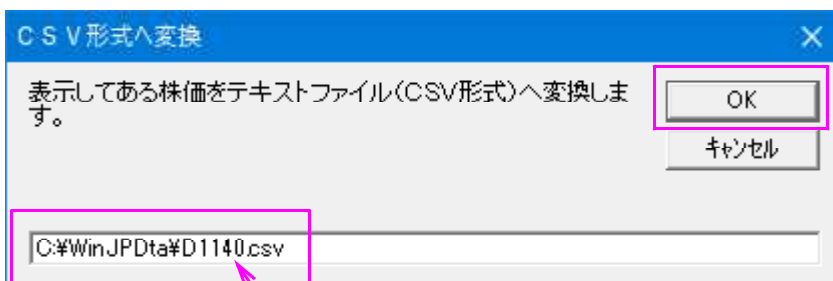 ＣＳＶ形式へ変換
表示してある株価をテキストファイル(CSV形式)へ変換しま
す。
OK
キャンセル
C:¥WinJPDta¥D1140.csv